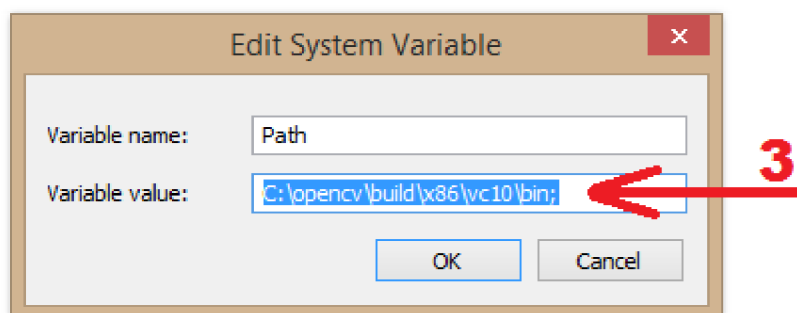 Edit System Variable
Variable name: Path
Variable value: C:\opencv\build\x86\vc10\bin;
3
OK Cancel